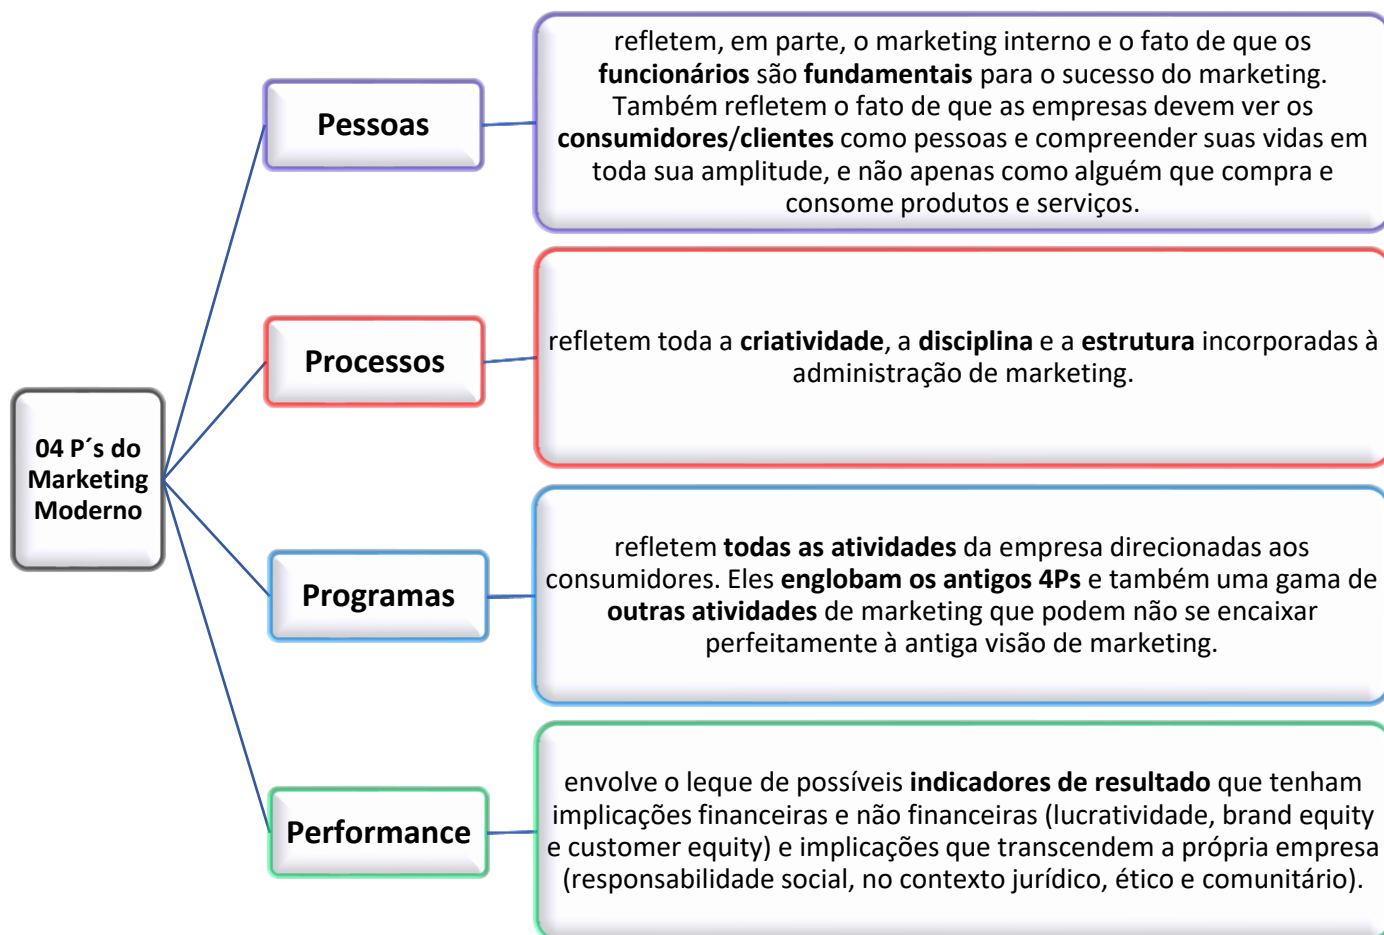 04 P´s do
Marketing
Moderno
Pessoas
refletem, em parte, o marketing interno e o fato de que os
funcionários são fundamentais para o sucesso do marketing.
Também refletem o fato de que as empresas devem ver os
consumidores/clientes como pessoas e compreender suas vidas em
toda sua amplitude, e não apenas como alguém que compra e
consome produtos e serviços.
Processos
refletem toda a criatividade, a disciplina e a estrutura incorporadas à
administração de marketing.
Programas
refletem todas as atividades da empresa direcionadas aos
consumidores. Eles englobam os antigos 4Ps e também uma gama de
outras atividades de marketing que podem não se encaixar
perfeitamente à antiga visão de marketing.
Performance
envolve o leque de possíveis indicadores de resultado que tenham
implicações financeiras e não financeiras (lucratividade, brand equity
e customer equity) e implicações que transcendem a própria empresa
(responsabilidade social, no contexto jurídico, ético e comunitário).